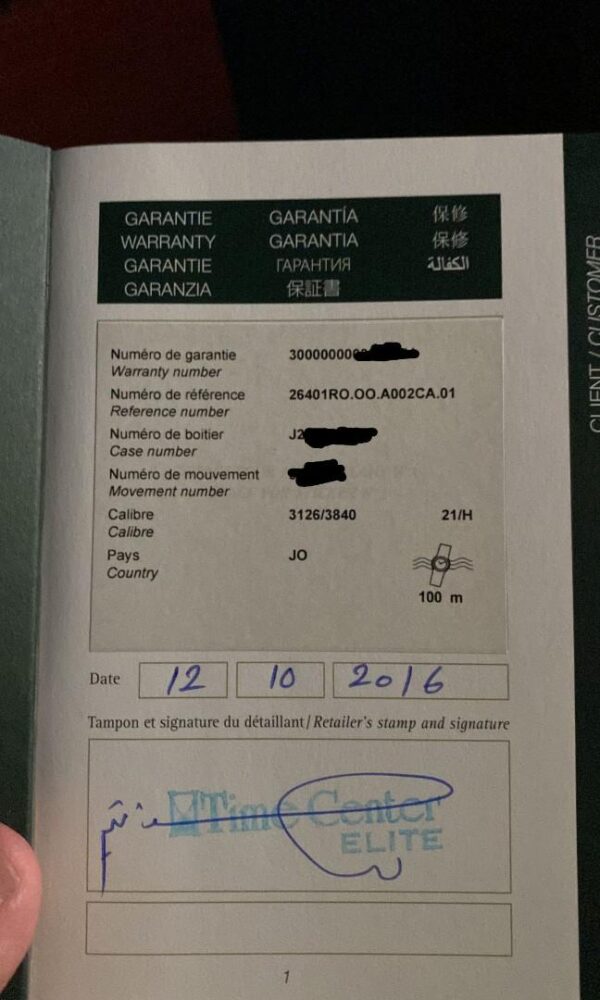 GARANTIE GARANTÍA 保修
WARRANTY GARANTIA 保修
GARANTIE ГАРАНТИЯ الكفالة
GARANZIA 保証書
CLIENT / CUSTOMER
Numéro de garantie 300000000
Warranty number
Numéro de référence 26401RO.OO.A002CA.01
Reference number
Numéro de boitier J2
Case number
Numéro de mouvement
Movement number
Calibre 3126/3840 21/H
Calibre
Pays JO
Country
100 m
Date 12 10 2016
Tampon et signature du détaillant / Retailer's stamp and signature
Time Center
ELITE
1